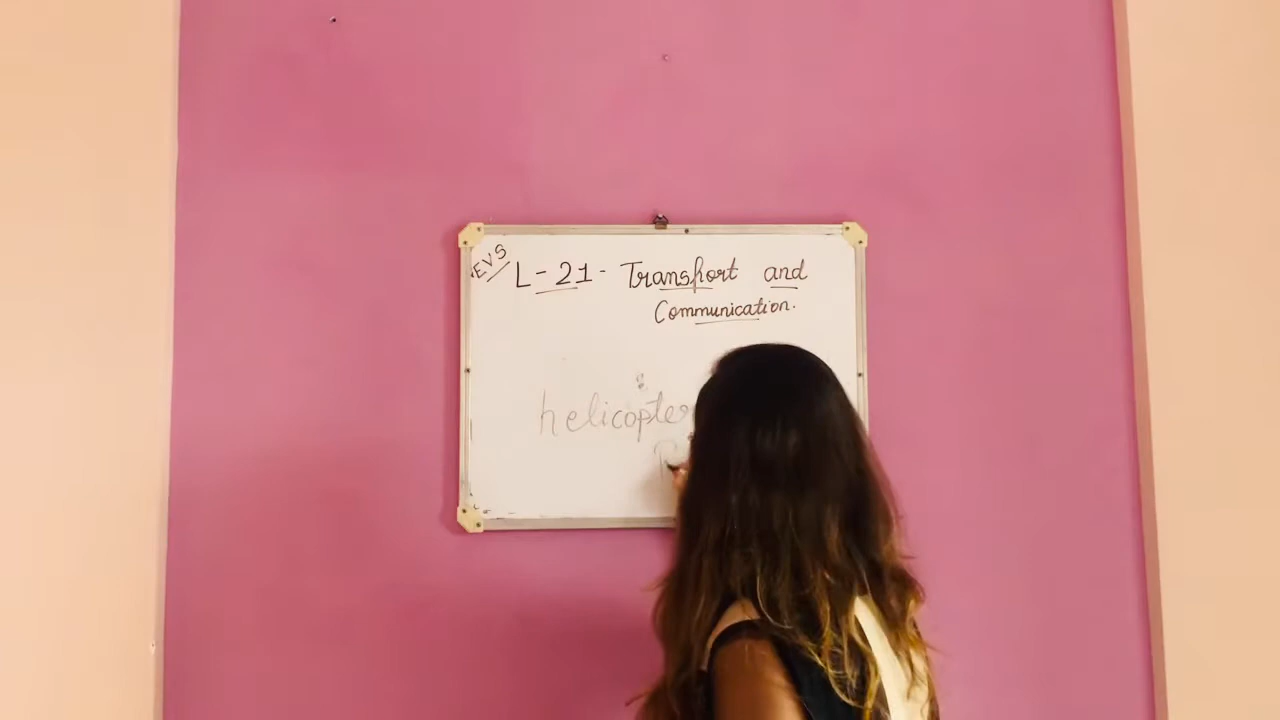 EVS
L - 21 - Transport and
Communication.
helicopter